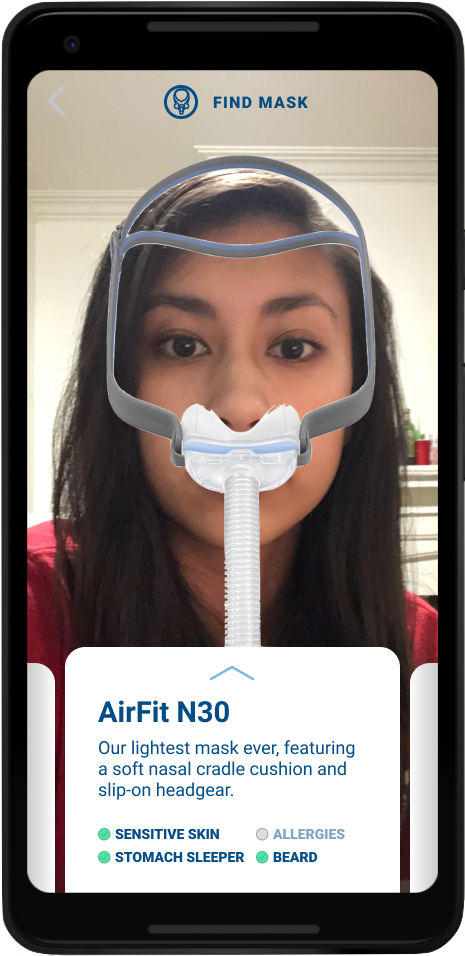 FIND MASK
AirFit N30
Our lightest mask ever, featuring
a soft nasal cradle cushion and
slip-on headgear.
SENSITIVE SKIN ALLERGIES
STOMACH SLEEPER BEARD